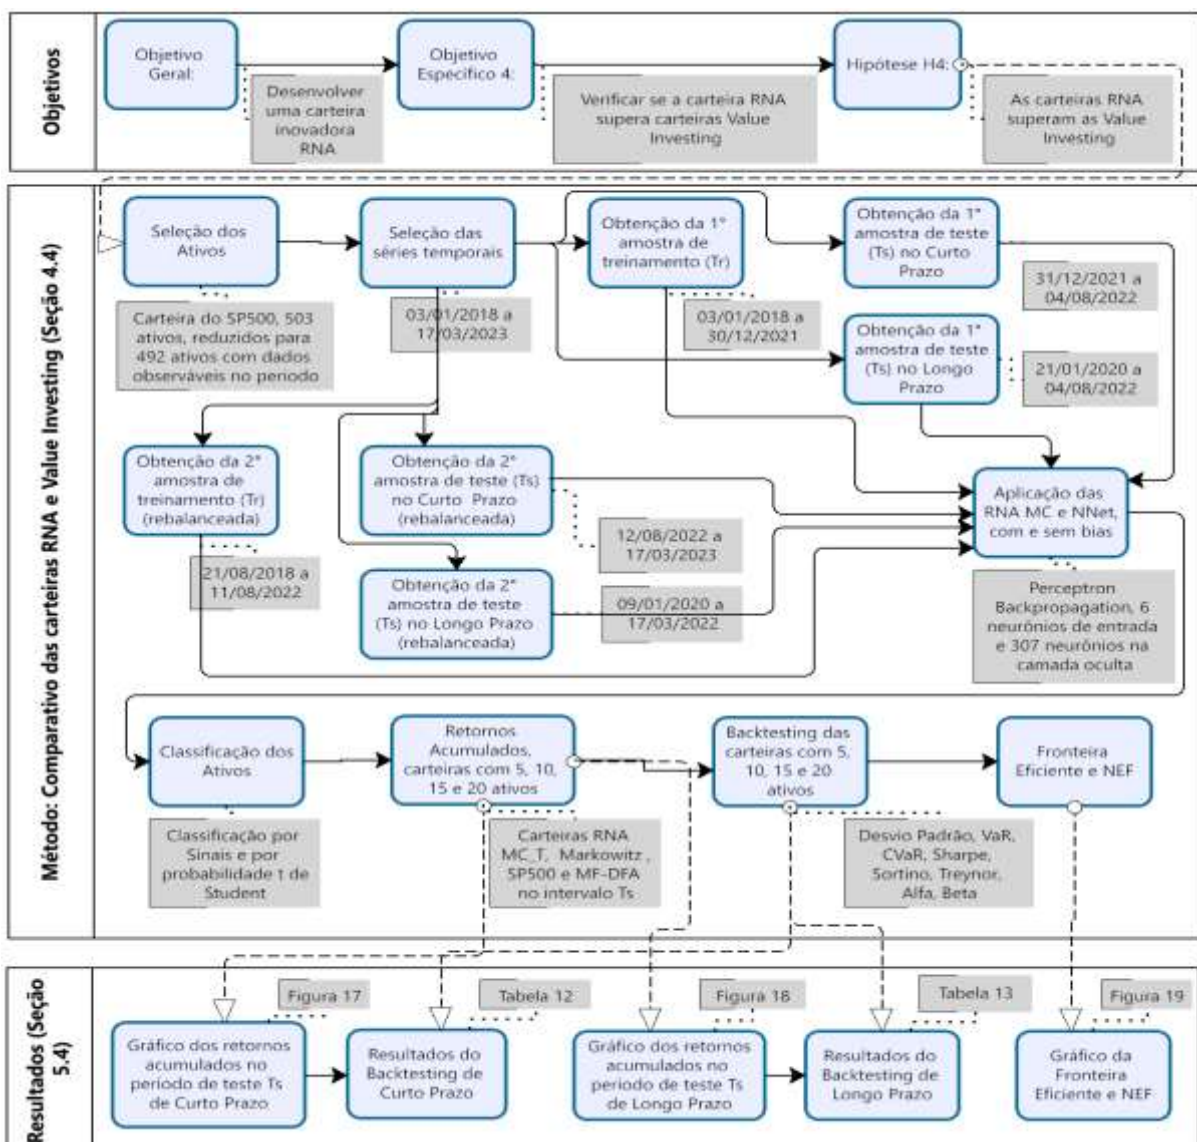 Objetivos
Objetivo
Geral:
Desenvolver
uma carteira
inovadora
RNA
Objetivo
Específico 4:
Verificar se a carteira RNA
supera carteiras Value
Investing
Hipótese H4:
As carteiras RNA
superam as Value
Investing
Método: Comparativo das carteiras RNA e Value Investing (Seção 4.4)
Seleção dos
Ativos
Carteira do SP500, 503
ativos, reduzidos para
492 ativos com dados
observáveis no periodo
Seleção das
séries temporais
03/01/2018 a
17/03/2023
Obtenção da 1°
amostra de
treinamento (Tr)
03/01/2018 a
30/12/2021
Obtenção da 1°
amostra de teste
(Ts) no Curto
Prazo
31/12/2021 a
04/08/2022
Obtenção da 1°
amostra de teste
(Ts) no Longo
Prazo
21/01/2020 a
04/08/2022
Obtenção da 2°
amostra de
treinamento (Tr)
(rebalanceada)
21/08/2018 a
11/08/2022
Obtenção da 2°
amostra de teste (Ts)
no Curto Prazo
(rebalanceada)
12/08/2022 a
17/03/2023
Obtenção da 2°
amostra de teste
(Ts) no Longo Prazo
(rebalanceada)
09/01/2020 a
17/03/2022
Aplicação das
RNA MC e NNet,
com e sem bias
Perceptron
Backpropagation, 6
neurônios de entrada
e 307 neurônios na
camada oculta
Classificação dos
Ativos
Classificação por
Sinais e por
probabilidade t de
Student
Retornos
Acumulados,
carteiras com 5, 10,
15 e 20 ativos
Carteiras RNA
MC_T, Markowitz ,
SP500 e MF-DFA
no intervalo Ts
Backtesting das
carteiras com 5,
10, 15 e 20
ativos
Desvio Padrão, VaR,
CVaR, Sharpe,
Sortino, Treynor,
Alfa, Beta
Fronteira
Eficiente e NEF
Resultados (Seção
5.4)
Figura 17
Gráfico dos retornos
acumulados no
período de teste Ts
de Curto Prazo
Tabela 12
Resultados do
Backtesting de
Curto Prazo
Figura 18
Gráfico dos retornos
acumulados no
período de teste Ts
de Longo Prazo
Tabela 13
Resultados do
Backtesting de
Longo Prazo
Figura 19
Gráfico da
Fronteira
Eficiente e NEF